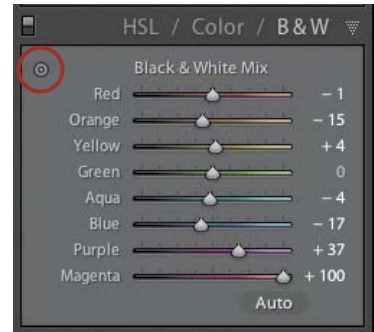 HSL / Color / B&W
Black & White Mix
Red – 1
Orange – 15
Yellow + 4
Green 0
Aqua – 4
Blue – 17
Purple + 37
Magenta + 100
Auto